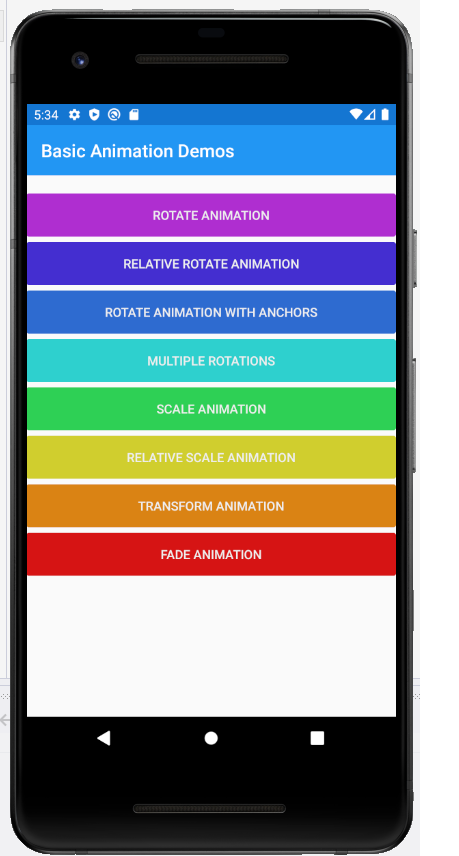 5:34
Basic Animation Demos
ROTATE ANIMATION
RELATIVE ROTATE ANIMATION
ROTATE ANIMATION WITH ANCHORS
MULTIPLE ROTATIONS
SCALE ANIMATION
RELATIVE SCALE ANIMATION
TRANSFORM ANIMATION
FADE ANIMATION